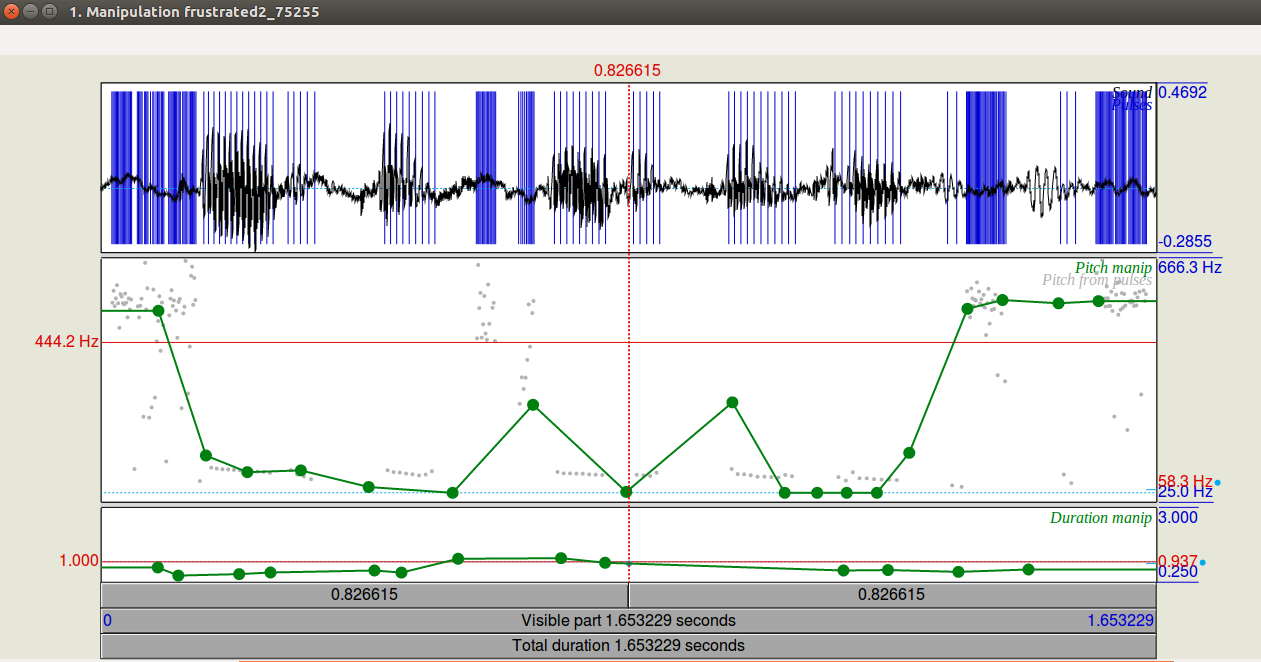 1. Manipulation frustrated2_75255
0.826615
Sound
Pulses
0.4692
-0.2855
Pitch manip
Pitch from pulses
666.3 Hz
444.2 Hz
58.3 Hz
25.0 Hz
Duration manip
3.000
1.000
0.937
0.250
0.826615 0.826615
0 Visible part 1.653229 seconds 1.653229
Total duration 1.653229 seconds